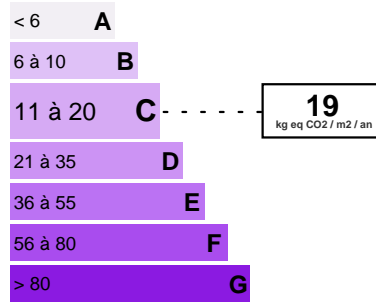 < 6 A
6 à 10 B
11 à 20 C
19
kg eq CO2 / m2 / an
21 à 35 D
36 à 55 E
56 à 80 F
> 80 G